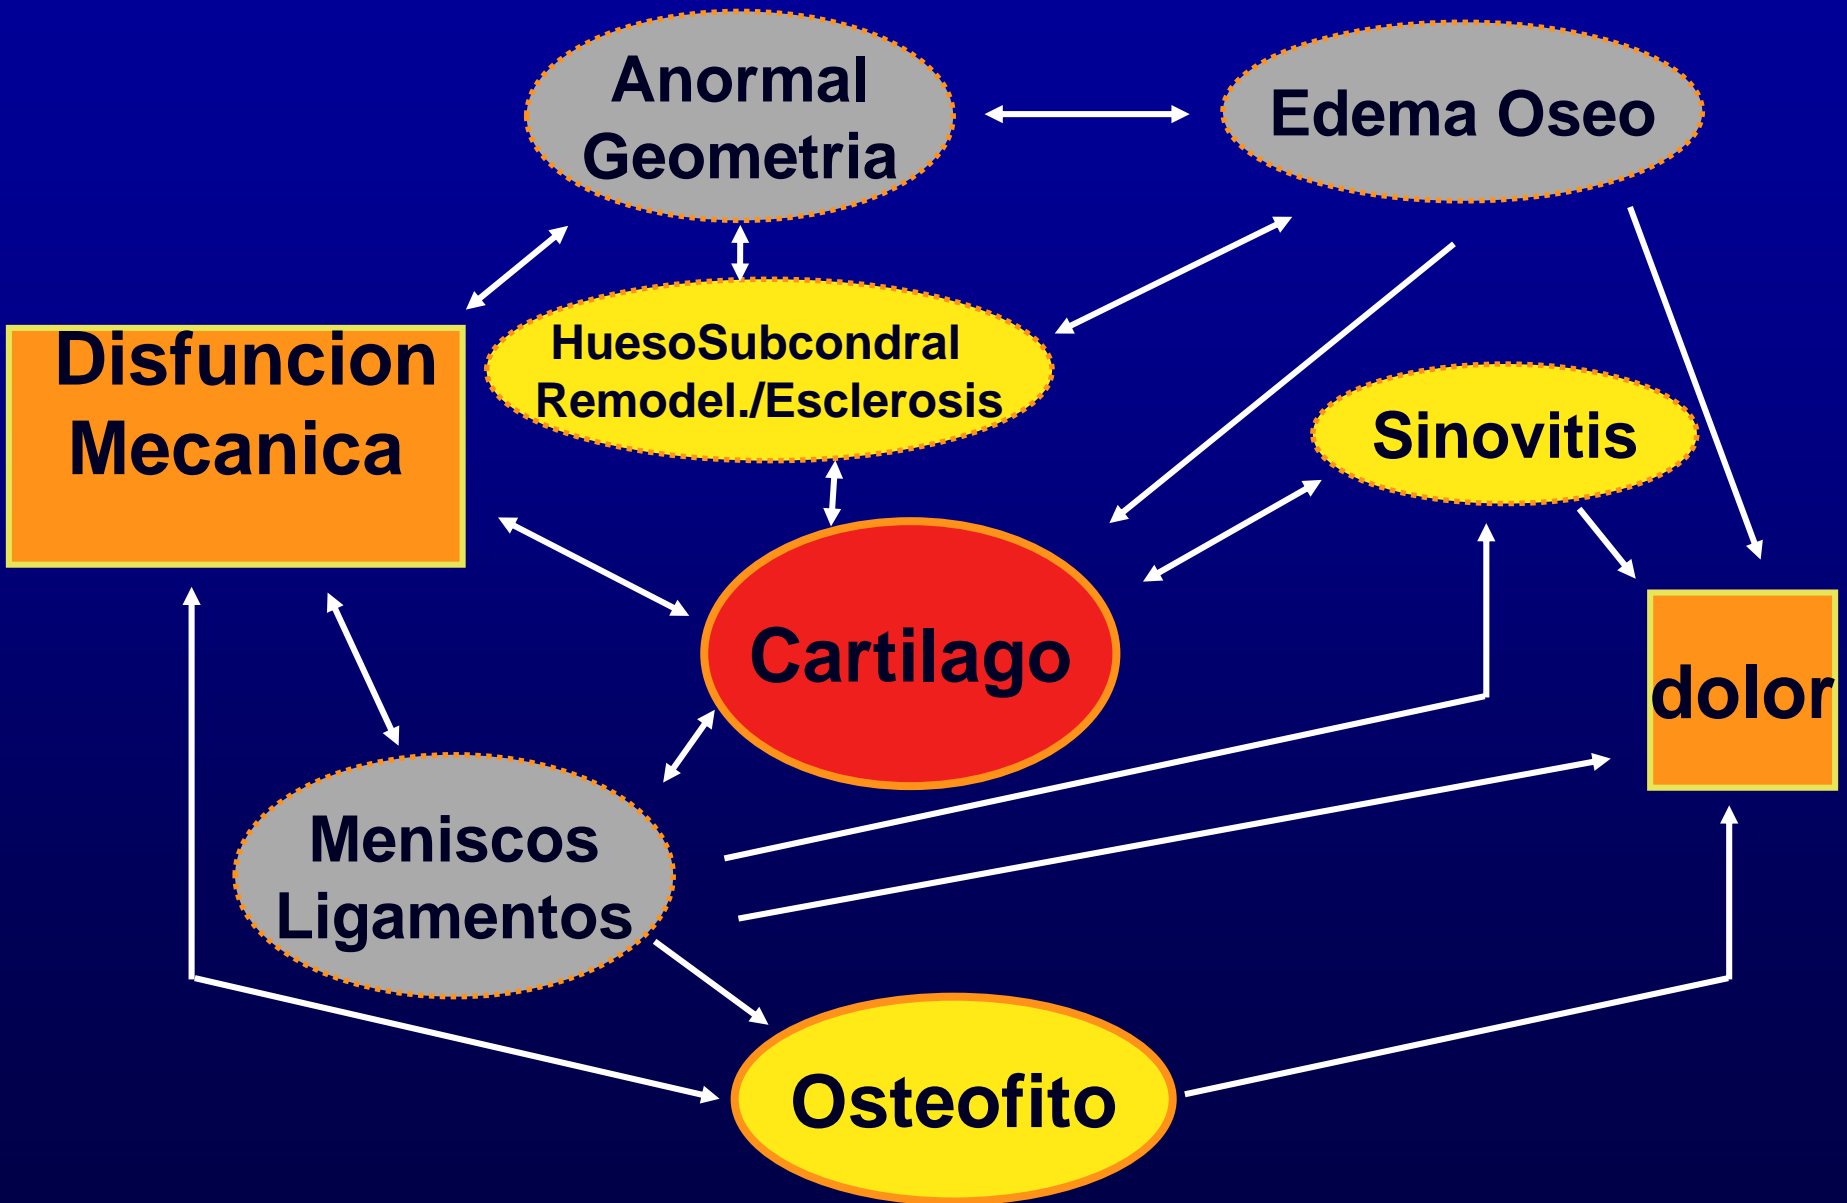 Anormal
Geometria
Edema Oseo
Disfuncion
Mecanica
HuesoSubcondral
Remodel./Esclerosis
Sinovitis
Cartilago
dolor
Meniscos
Ligamentos
Osteofito